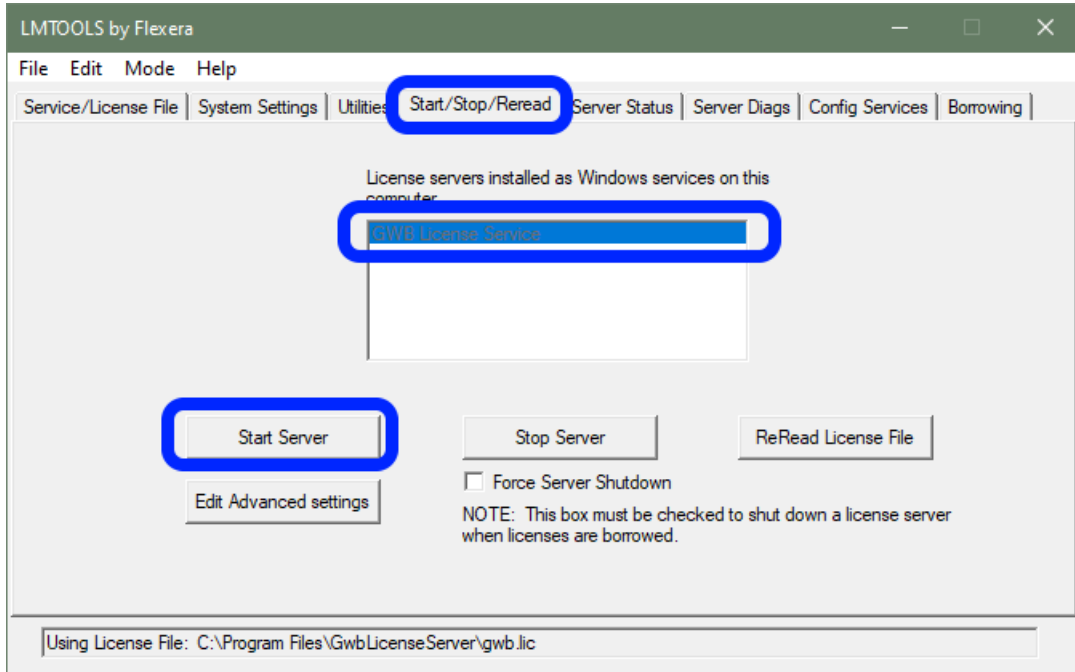 LMTOOLS by Flexera
File Edit Mode Help
Service/License File System Settings Utilities Start/Stop/Reread Server Status Server Diags Config Services Borrowing
License servers installed as Windows services on this
computer
GWB License Service
Start Server Stop Server ReRead License File
Force Server Shutdown
Edit Advanced settings
NOTE: This box must be checked to shut down a license server
when licenses are borrowed.
Using License File: C:\Program Files\GwbLicenseServer\gwb.lic